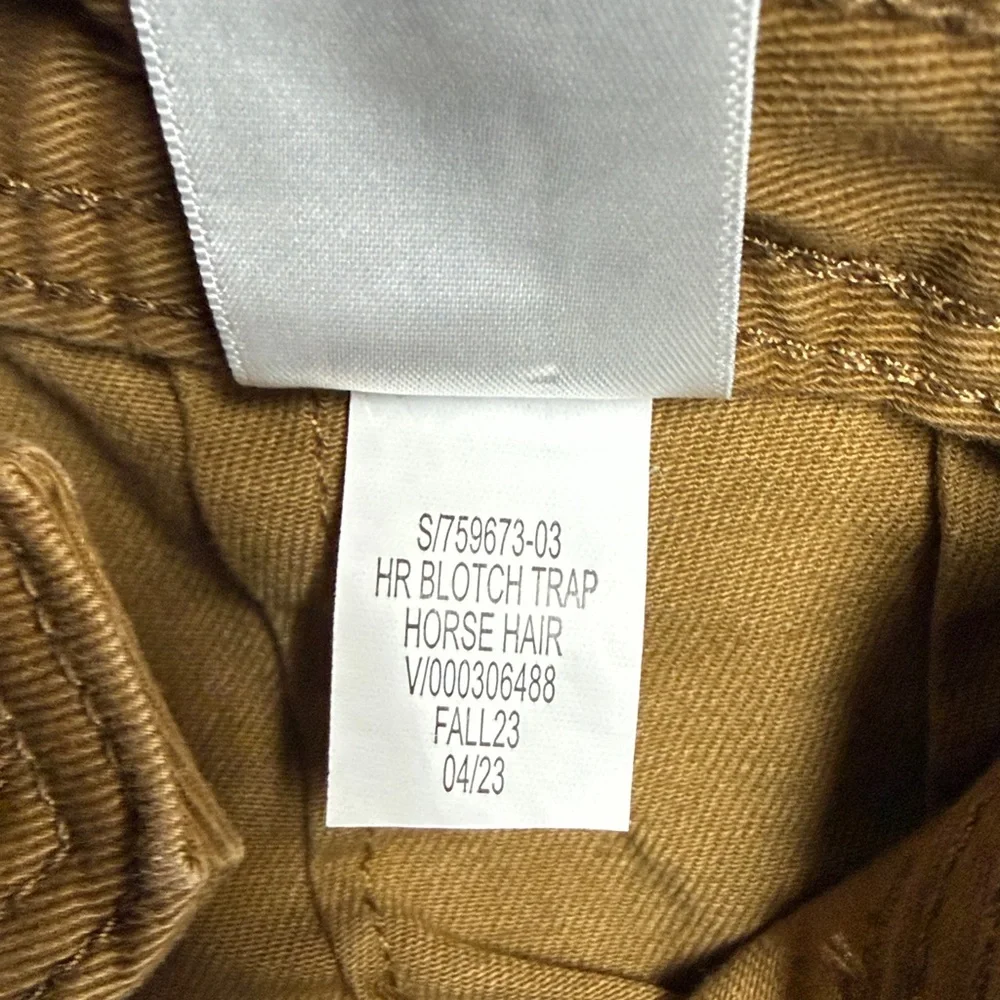 S/759673-03
HR BLOTCH TRAP
HORSE HAIR
V/000306488
FALL23
04/23